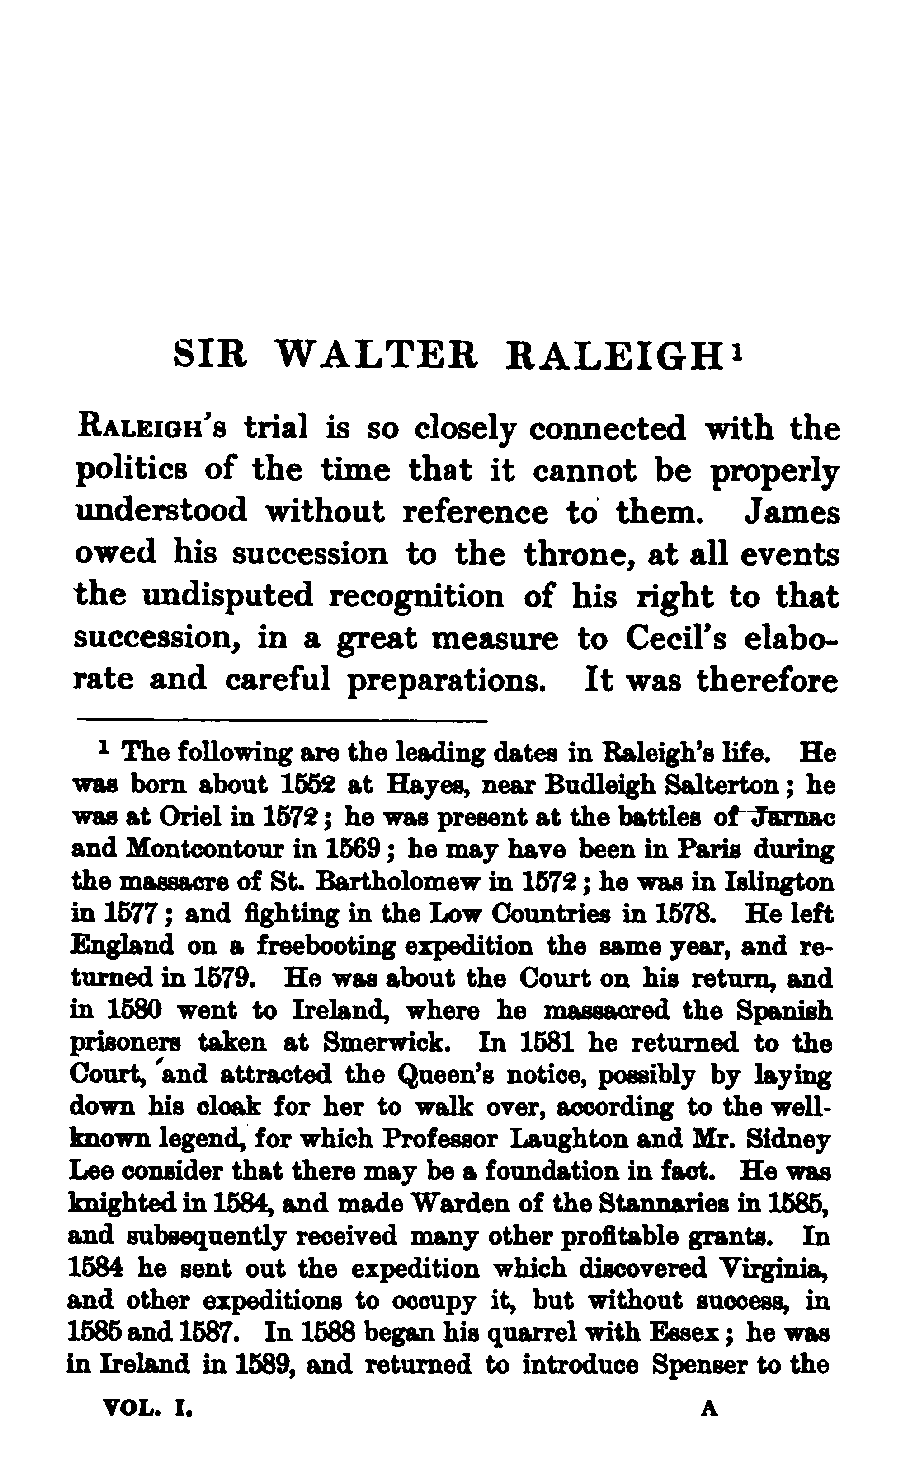 SIR WALTER RALEIGH¹
RALEIGH's trial is so closely connected with the
politics of the time that it cannot be properly
understood without reference to them. James
owed his succession to the throne, at all events
the undisputed recognition of his right to that
succession, in a great measure to Cecil's elabo-
rate and careful preparations. It was therefore
¹ The following are the leading dates in Raleigh's life. He
was born about 1552 at Hayes, near Budleigh Salterton; he
was at Oriel in 1572; he was present at the battles of Jarnac
and Montcontour in 1569; he may have been in Paris during
the massacre of St. Bartholomew in 1572; he was in Islington
in 1577; and fighting in the Low Countries in 1578. He left
England on a freebooting expedition the same year, and re-
turned in 1579. He was about the Court on his return, and
in 1580 went to Ireland, where he massacred the Spanish
prisoners taken at Smerwick. In 1581 he returned to the
Court, and attracted the Queen's notice, possibly by laying
down his cloak for her to walk over, according to the well-
known legend, for which Professor Laughton and Mr. Sidney
Lee consider that there may be a foundation in fact. He was
knighted in 1584, and made Warden of the Stannaries in 1585,
and subsequently received many other profitable grants. In
1584 he sent out the expedition which discovered Virginia,
and other expeditions to occupy it, but without success, in
1585 and 1587. In 1588 began his quarrel with Essex; he was
in Ireland in 1589, and returned to introduce Spenser to the
VOL. I. A